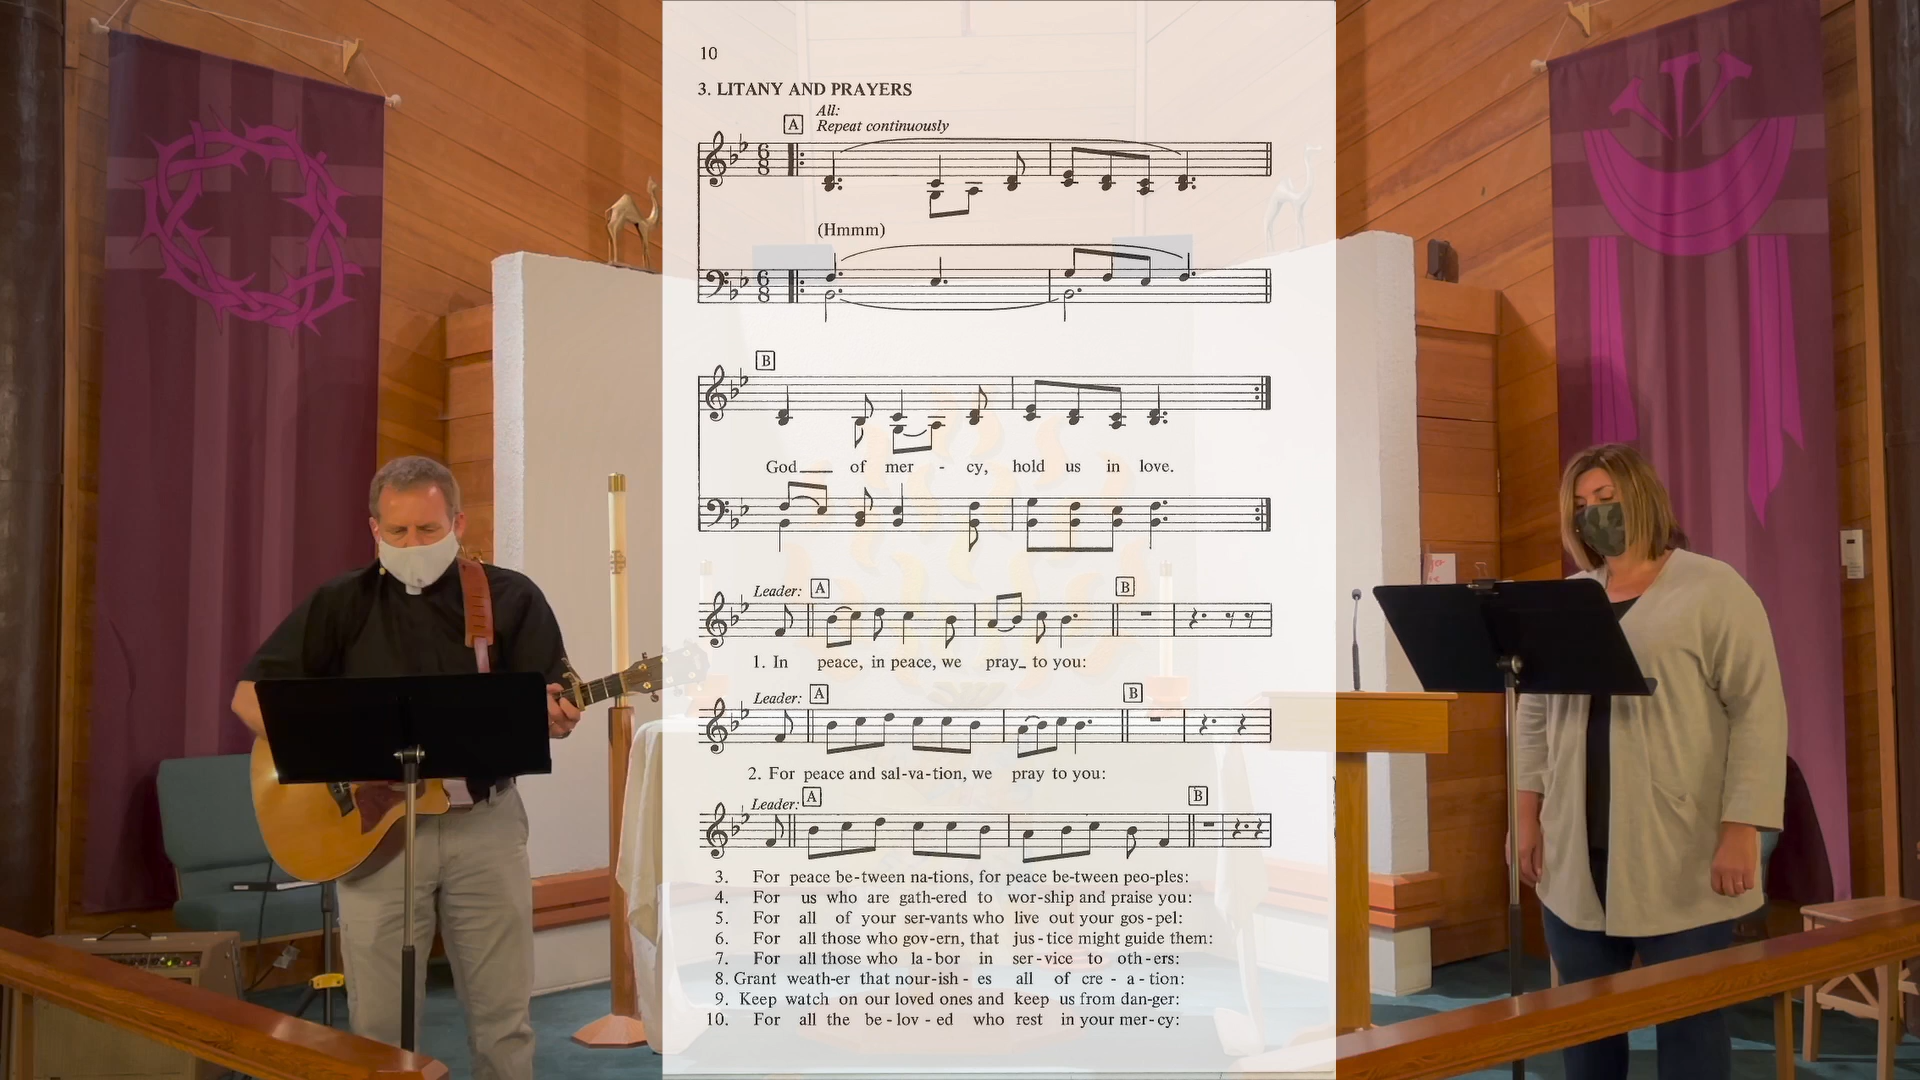 10
3. LITANY AND PRAYERS
All:
A Repeat continuously
(Hmmm)
B
God___ of mer - cy, hold us in love.
Leader: A B
1. In peace, in peace, we pray_ to you:
Leader: A B
2. For peace and sal-va-tion, we pray to you:
Leader: A B
3. For peace be-tween na-tions, for peace be-tween peo-ples:
4. For us who are gath-ered to wor-ship and praise you:
5. For all of your ser-vants who live out your gos-pel:
6. For all those who gov-ern, that jus-tice might guide them:
7. For all those who la-bor in ser-vice to oth-ers:
8. Grant weath-er that nour-ish-es all of cre-a-tion:
9. Keep watch on our loved ones and keep us from dan-ger:
10. For all the be-lov-ed who rest in your mer-cy: